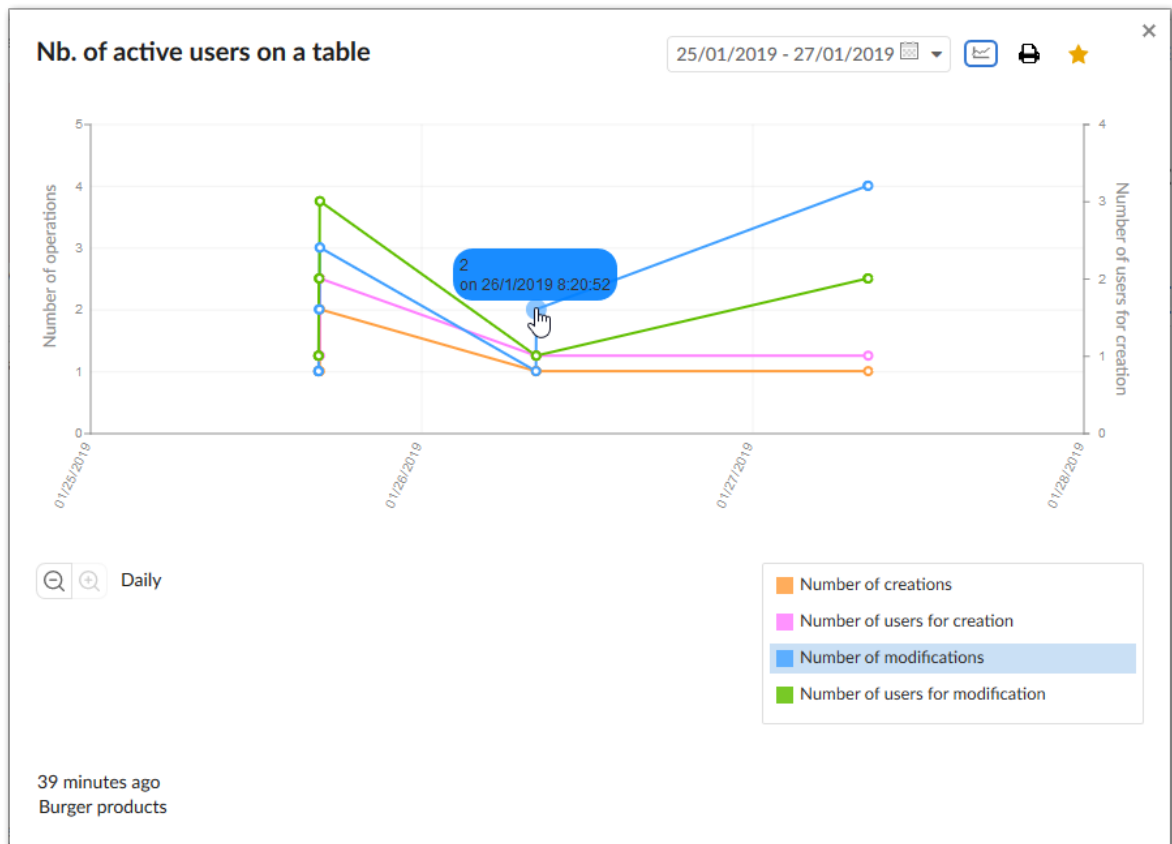 Nb. of active users on a table
25/01/2019 - 27/01/2019
5
4
3
2
1
0
Number of operations
4
3
2
1
0
Number of users for creation
2
on 26/1/2019 8:20:52
01/25/2019
01/26/2019
01/27/2019
01/28/2019
Daily
Number of creations
Number of users for creation
Number of modifications
Number of users for modification
39 minutes ago
Burger products